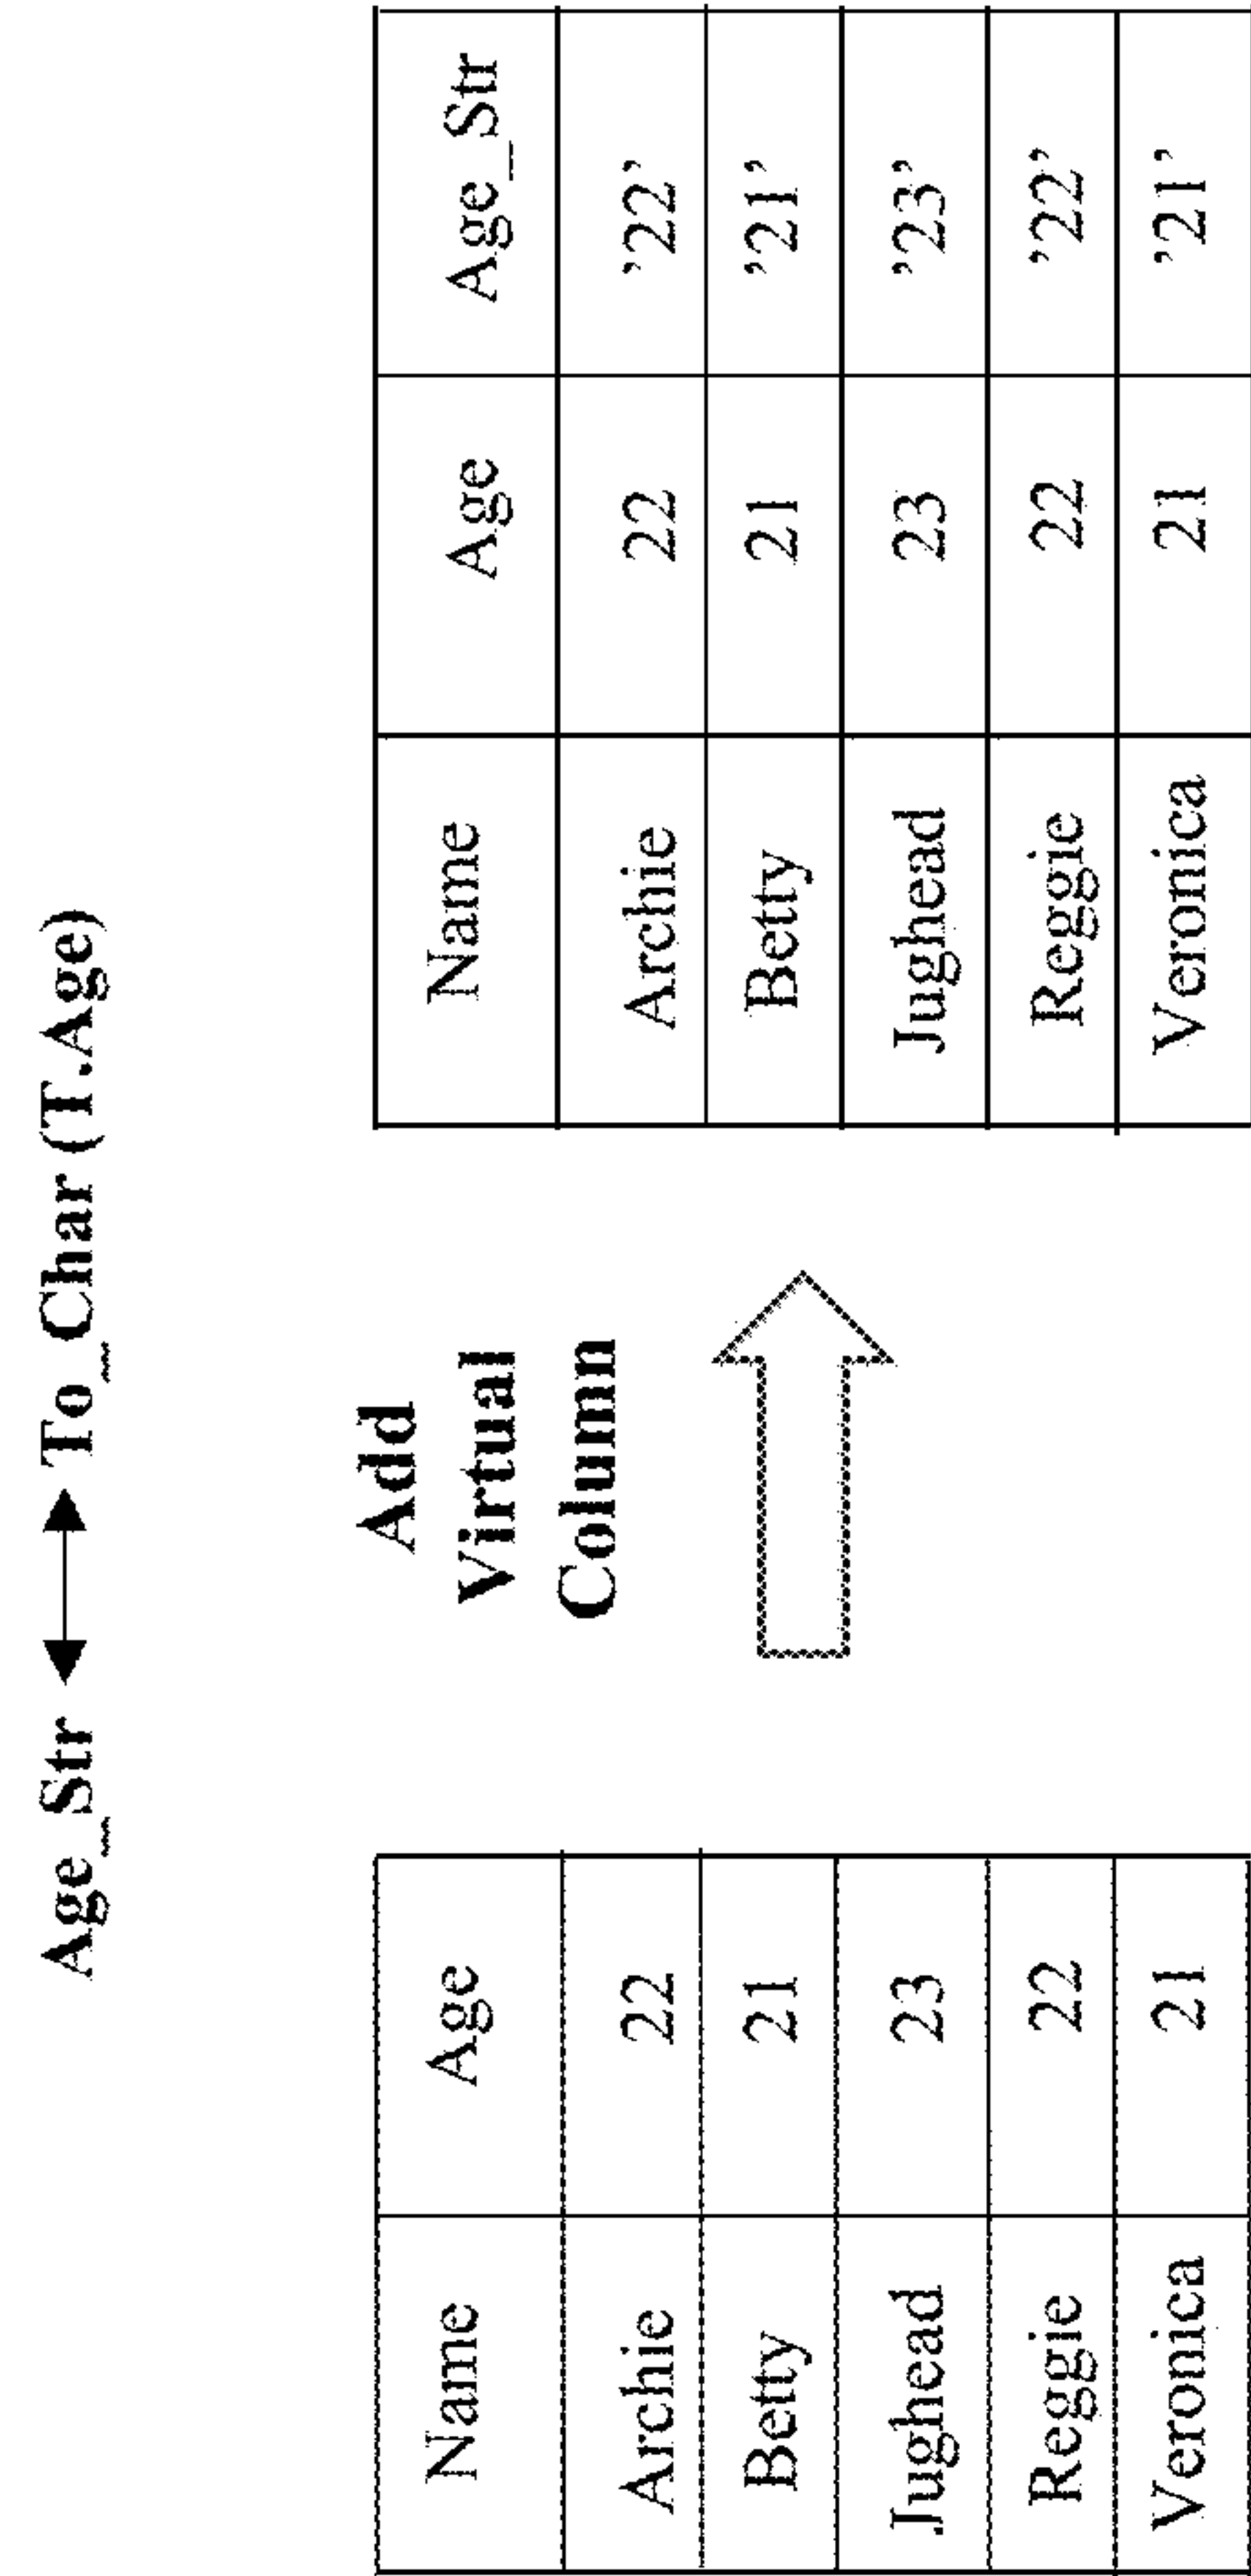 Age_Str ↔ To_Char (T.Age)
Name Age
Archie 22
Betty 21
Jughead 23
Reggie 22
Veronica 21
Add
Virtual
Column
Name Age Age_Str
Archie 22 ’22’
Betty 21 ’21’
Jughead 23 ’23’
Reggie 22 ’22’
Veronica 21 ’21’